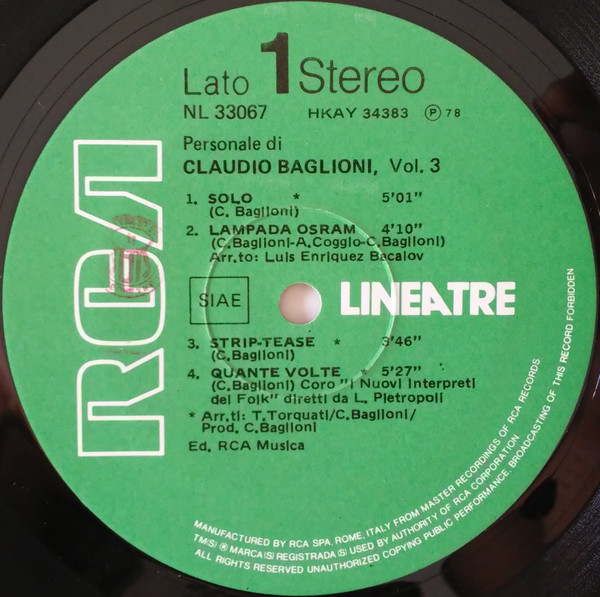 Lato 1 Stereo
NL 33067 HKAY 34383 Ⓟ 78
Personale di
CLAUDIO BAGLIONI, Vol. 3
1. SOLO * 5'01"
(C. Baglioni)
2. LAMPADA OSRAM 4'10"
(C.Baglioni-A.Coggio-C.Baglioni)
Arr.to: Luis Enriquez Bacalov
RCA
SIAE
LINEATRE
3. STRIP-TEASE * 3'46"
(C.Baglioni)
4. QUANTE VOLTE * 5'27"
(C.Baglioni) Coro "I Nuovi Interpreti
del Folk" diretti da L. Pietropoli
* Arr.ti: T.Torquati/C.Baglioni/
Prod. C.Baglioni
Ed. RCA Musica
MANUFACTURED BY RCA SPA, ROME, ITALY FROM MASTER RECORDINGS OF RCA RECORDS
TM(S) ® MARCA(S) REGISTRADA(S) USED BY AUTHORITY OF RCA CORPORATION
ALL RIGHTS RESERVED UNAUTHORIZED COPYING PUBLIC PERFORMANCE, BROADCASTING OF THIS RECORD FORBIDDEN